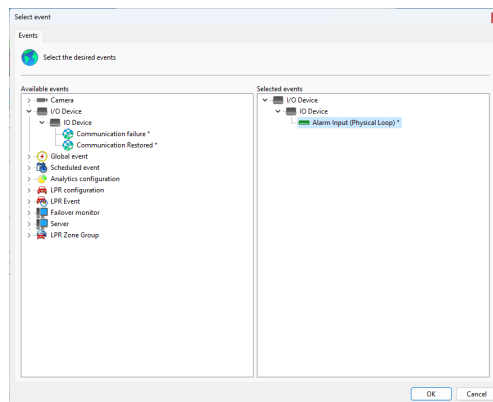 Select event
Events
Select the desired events
Available events
Camera
I/O Device
IO Device
Communication failure *
Communication Restored *
Global event
Scheduled event
Analytics configuration
LPR configuration
LPR Event
Failover monitor
Server
LPR Zone Group
Selected events
I/O Device
IO Device
Alarm Input (Physical Loop) *
OK
Cancel